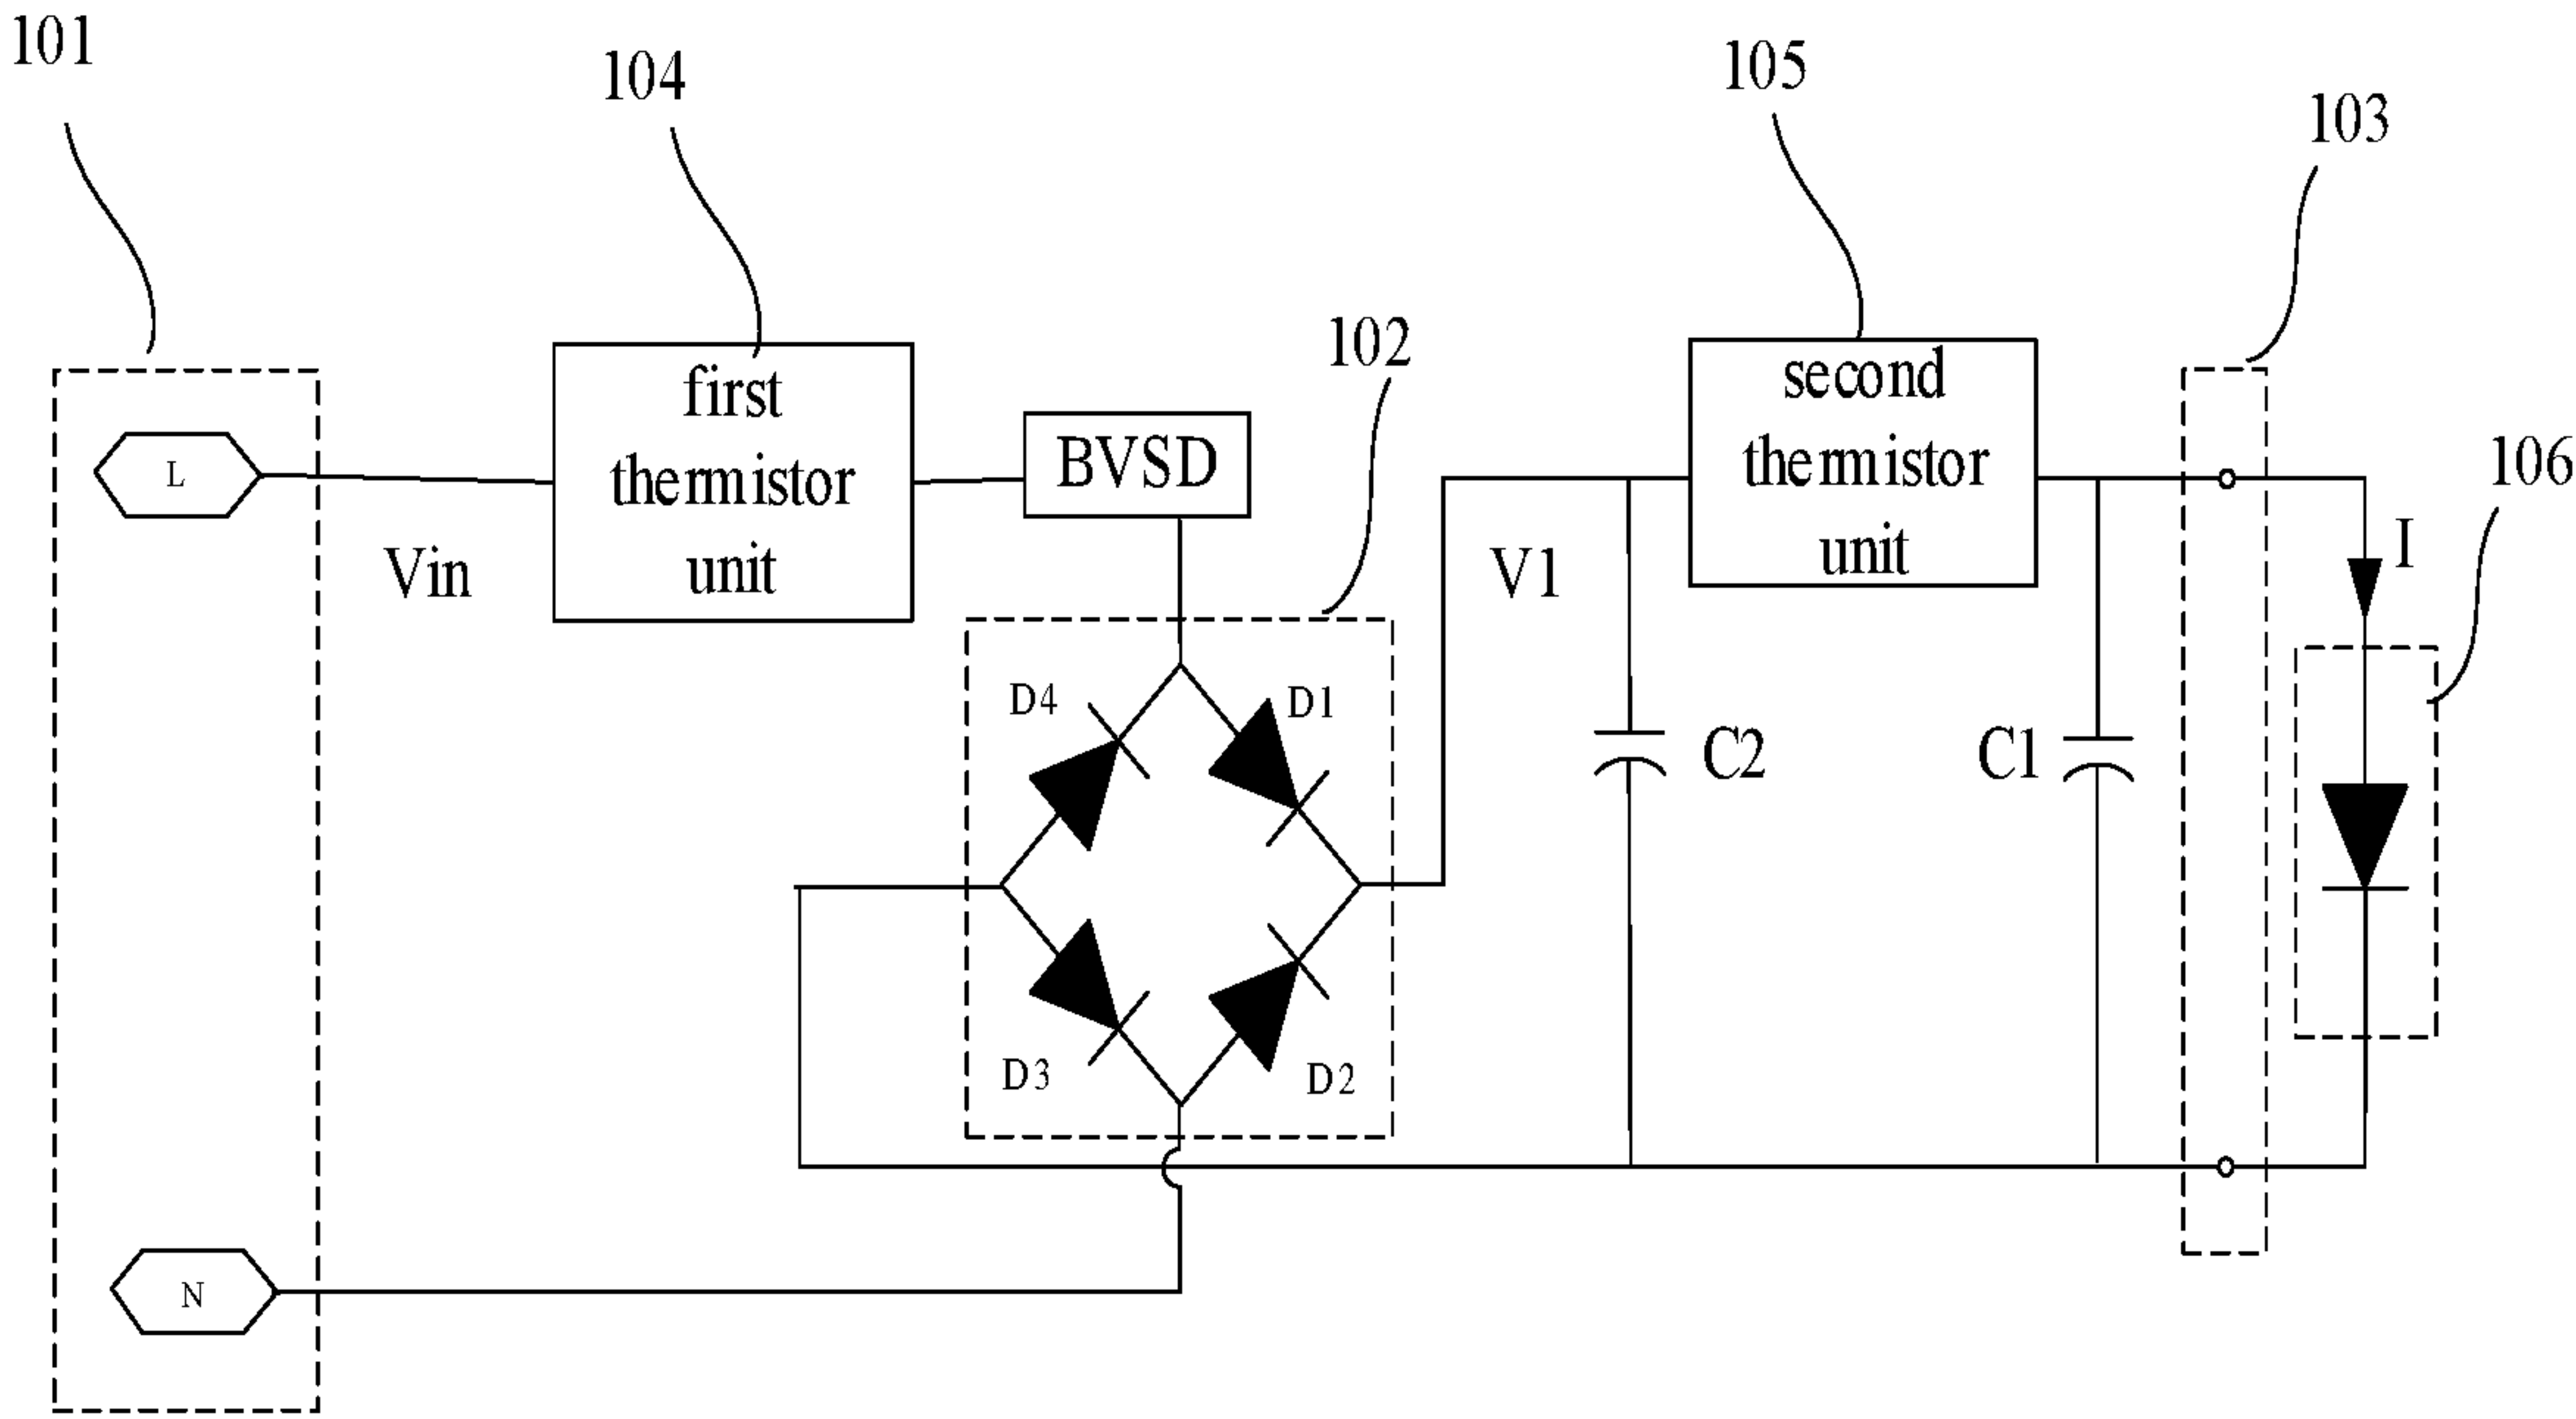 101
104
105
103
102
106
first
thermistor
unit
BVSD
second
thermistor
unit
L
Vin
V1
I
D4
D1
C2
C1
D3
D2
N